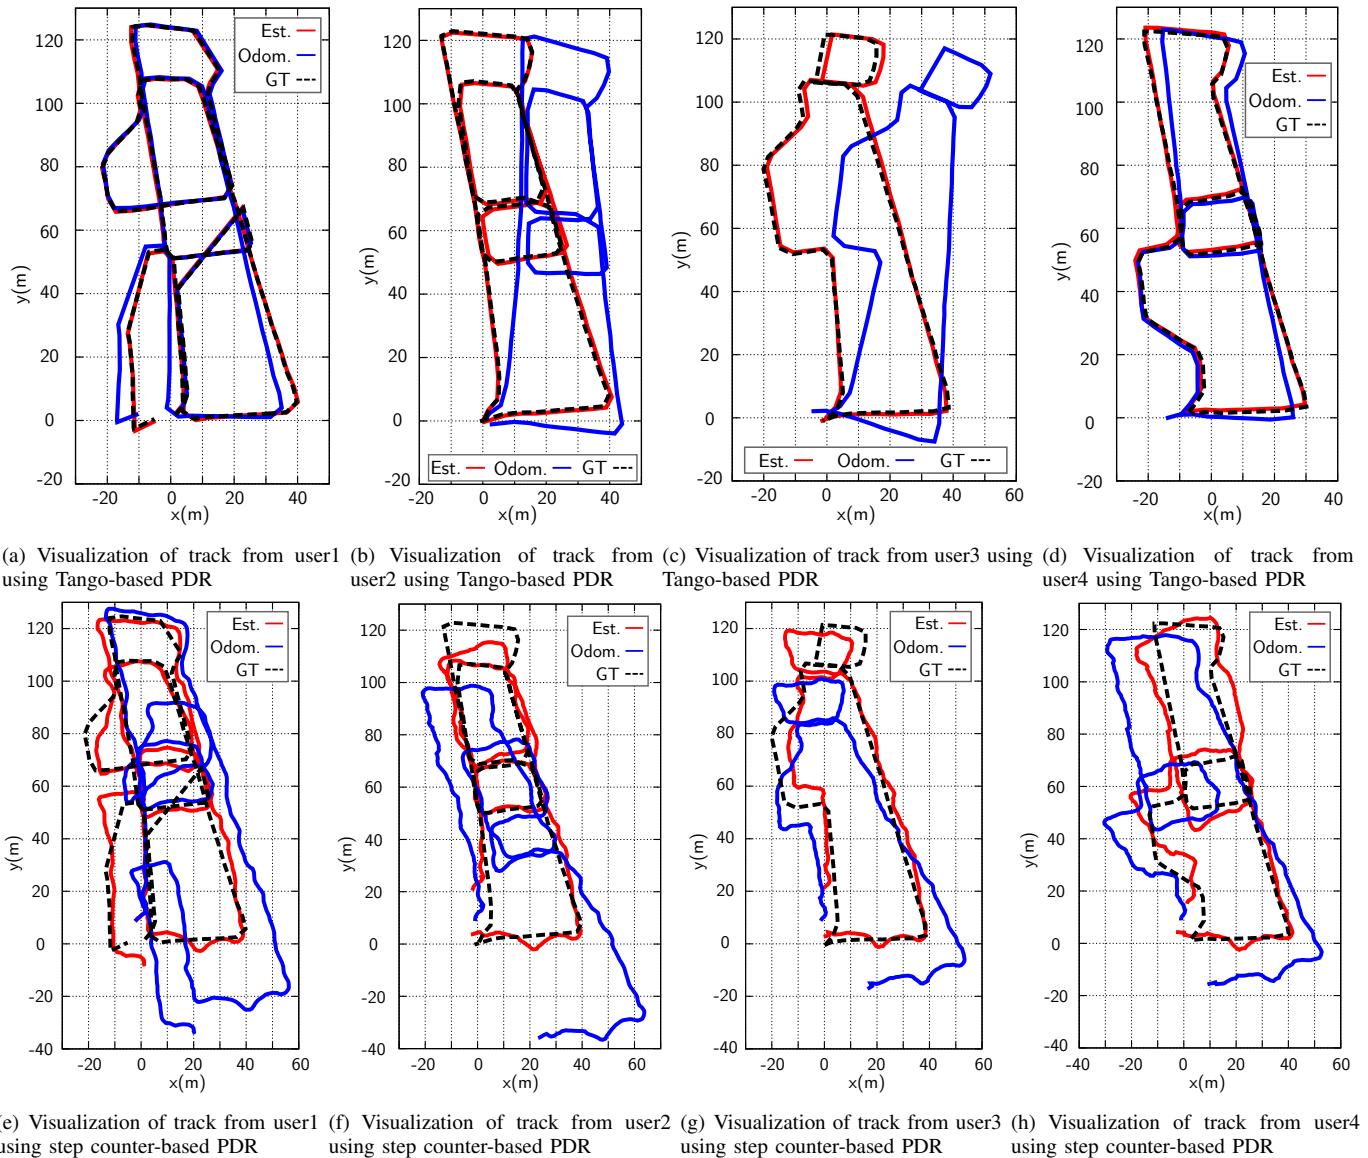 Est.
Odom.
GT
120
100
80
60
40
20
0
20
y(m)
-20 0 20 40
x(m)
120
100
80
60
40
20
0
-20
Est. Odom. GT
-20 0 20 40
x(m)
120
100
80
60
40
20
0
-20
y(m)
Est. Odom. GT
-20 0 20 40 60
x(m)
Est.
Odom.
GT
120
100
80
60
40
20
0
-20
y(m)
-20 0 20 40
x(m)
(a) Visualization of track from user1
using Tango-based PDR
(b) Visualization of track from
user2 using Tango-based PDR
(c) Visualization of track from user3 using
Tango-based PDR
(d) Visualization of track from
user4 using Tango-based PDR
Est.
Odom.
GT
120
100
80
60
40
20
0
-20
-40
y(m)
-20 0 20 40 60
x(m)
Est.
Odom.
GT
120
100
80
60
40
20
0
-20
-40
y(m)
-20 0 20 40 60
x(m)
Est.
Odom.
GT
120
100
80
60
40
20
0
-20
-40
y(m)
-20 0 20 40 60
x(m)
Est.
Odom.
GT
120
100
80
60
40
20
0
-20
-40
y(m)
-40 -20 0 20 40 60
x(m)
(e) Visualization of track from user1
using step counter-based PDR
(f) Visualization of track from user2
using step counter-based PDR
(g) Visualization of track from user3
using step counter-based PDR
(h) Visualization of track from user4
using step counter-based PDR